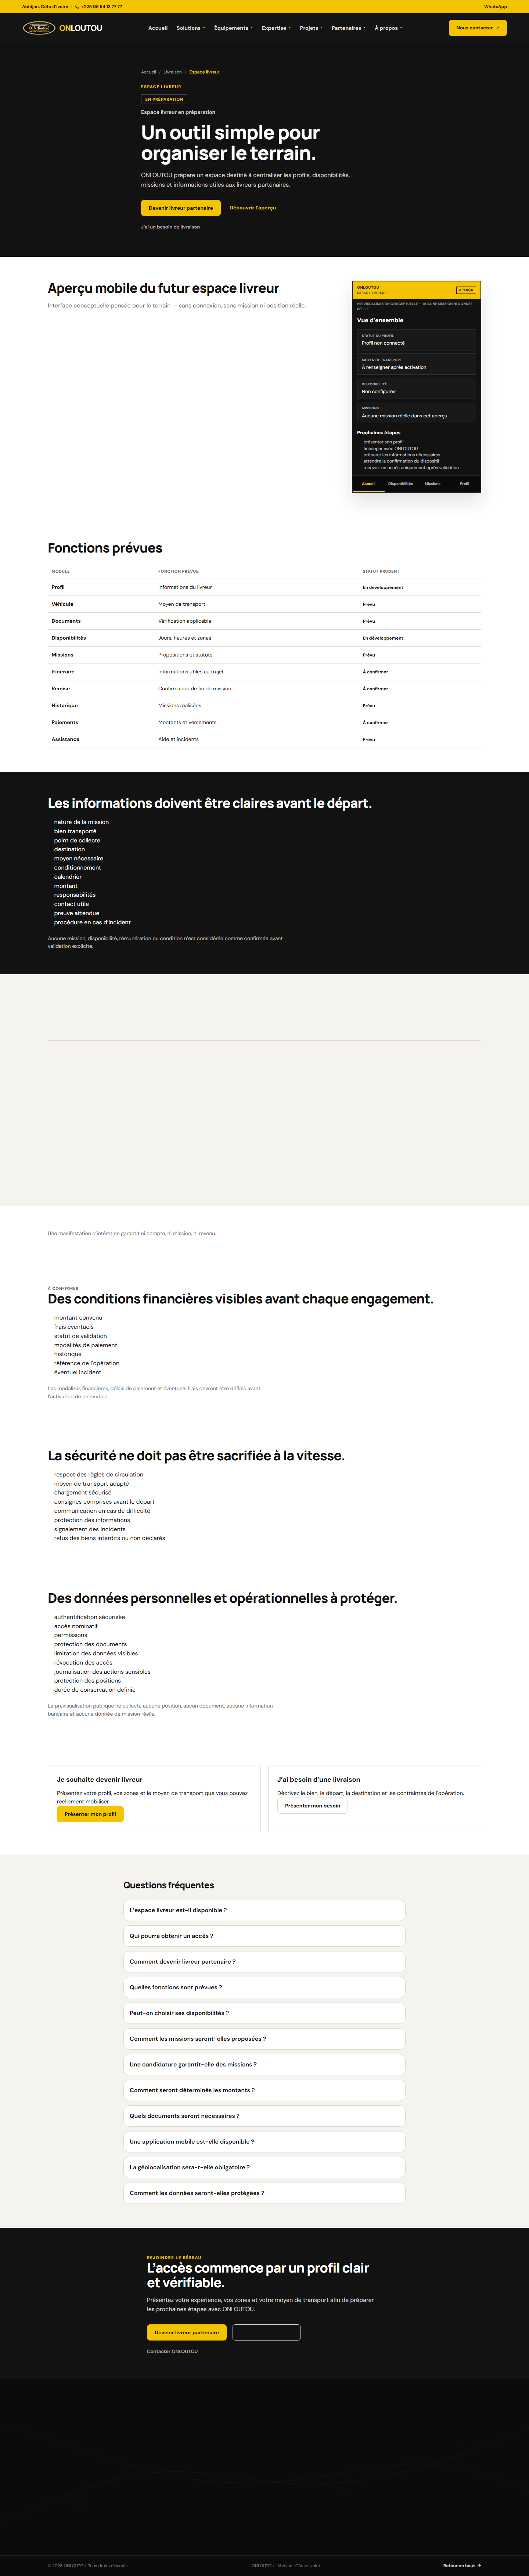 Abidjan, Côte d'Ivoire +225 05 54 13 77 77 WhatsApp
ONLOUTOU Accueil Solutions Équipements Expertise Projets Partenaires À propos Nous contacter ↗
Accueil / Livraison / Espace livreur
ESPACE LIVREUR
EN PRÉPARATION
Espace livreur en préparation
Un outil simple pour
organiser le terrain.
ONLOUTOU prépare un espace destiné à centraliser les profils, disponibilités,
missions et informations utiles aux livreurs partenaires.
Devenir livreur partenaire Découvrir l'aperçu
J'ai un besoin de livraison
Aperçu mobile du futur espace livreur
Interface conceptuelle pensée pour le terrain — sans connexion, sans mission ni position réelle.
ONLOUTOU
ESPACE LIVREUR
APERÇU
PRÉVISUALISATION CONCEPTUELLE — AUCUNE MISSION NI DONNÉE
RÉELLE
Vue d'ensemble
STATUT DU PROFIL
Profil non connecté
MOYEN DE TRANSPORT
À renseigner après activation
DISPONIBILITÉ
Non configurée
MISSIONS
Aucune mission réelle dans cet aperçu
Prochaines étapes
présenter son profil
échanger avec ONLOUTOU
préparer les informations nécessaires
attendre la confirmation du dispositif
recevoir un accès uniquement après validation
Accueil Disponibilités Missions Profil
Fonctions prévues
MODULE FONCTION PRÉVUE STATUT PRUDENT
Profil Informations du livreur En développement
Véhicule Moyen de transport Prévu
Documents Vérification applicable Prévu
Disponibilités Jours, heures et zones En développement
Missions Propositions et statuts Prévu
Itinéraire Informations utiles au trajet À confirmer
Remise Confirmation de fin de mission À confirmer
Historique Missions réalisées Prévu
Paiements Montants et versements À confirmer
Assistance Aide et incidents Prévu
Les informations doivent être claires avant le départ.
nature de la mission
bien transporté
point de collecte
destination
moyen nécessaire
conditionnement
calendrier
montant
responsabilités
contact utile
preuve attendue
procédure en cas d'incident
Aucune mission, disponibilité, rémunération ou condition n'est considérée comme confirmée avant
validation explicite.
Une manifestation d'intérêt ne garantit ni compte, ni mission, ni revenu.
À CONFIRMER
Des conditions financières visibles avant chaque engagement.
montant convenu
frais éventuels
statut de validation
modalités de paiement
historique
référence de l'opération
éventuel incident
Les modalités financières, délais de paiement et éventuels frais devront être définis avant
l'activation de ce module.
La sécurité ne doit pas être sacrifiée à la vitesse.
respect des règles de circulation
moyen de transport adapté
chargement sécurisé
consignes comprises avant le départ
communication en cas de difficulté
protection des informations
signalement des incidents
refus des biens interdits ou non déclarés
Des données personnelles et opérationnelles à protéger.
authentification sécurisée
accès nominatif
permissions
protection des documents
limitation des données visibles
révocation des accès
journalisation des actions sensibles
protection des positions
durée de conservation définie
La prévisualisation publique ne collecte aucune position, aucun document, aucune information
bancaire et aucune donnée de mission réelle.
Je souhaite devenir livreur
Présentez votre profil, vos zones et le moyen de transport que vous pouvez
réellement mobiliser.
Présenter mon profil
J'ai besoin d'une livraison
Décrivez le bien, le départ, la destination et les contraintes de l'opération.
Présenter mon besoin
Questions fréquentes
L'espace livreur est-il disponible ?
Qui pourra obtenir un accès ?
Comment devenir livreur partenaire ?
Quelles fonctions sont prévues ?
Peut-on choisir ses disponibilités ?
Comment les missions seront-elles proposées ?
Une candidature garantit-elle des missions ?
Comment seront déterminés les montants ?
Quels documents seront nécessaires ?
Une application mobile est-elle disponible ?
La géolocalisation sera-t-elle obligatoire ?
Comment les données seront-elles protégées ?
REJOINDRE LE RÉSEAU
L'accès commence par un profil clair
et vérifiable.
Présentez votre expérience, vos zones et votre moyen de transport afin de préparer
les prochaines étapes avec ONLOUTOU.
Devenir livreur partenaire
Contacter ONLOUTOU
© 2026 ONLOUTOU. Tous droits réservés. ONLOUTOU · Abidjan · Côte d'Ivoire Retour en haut ↑